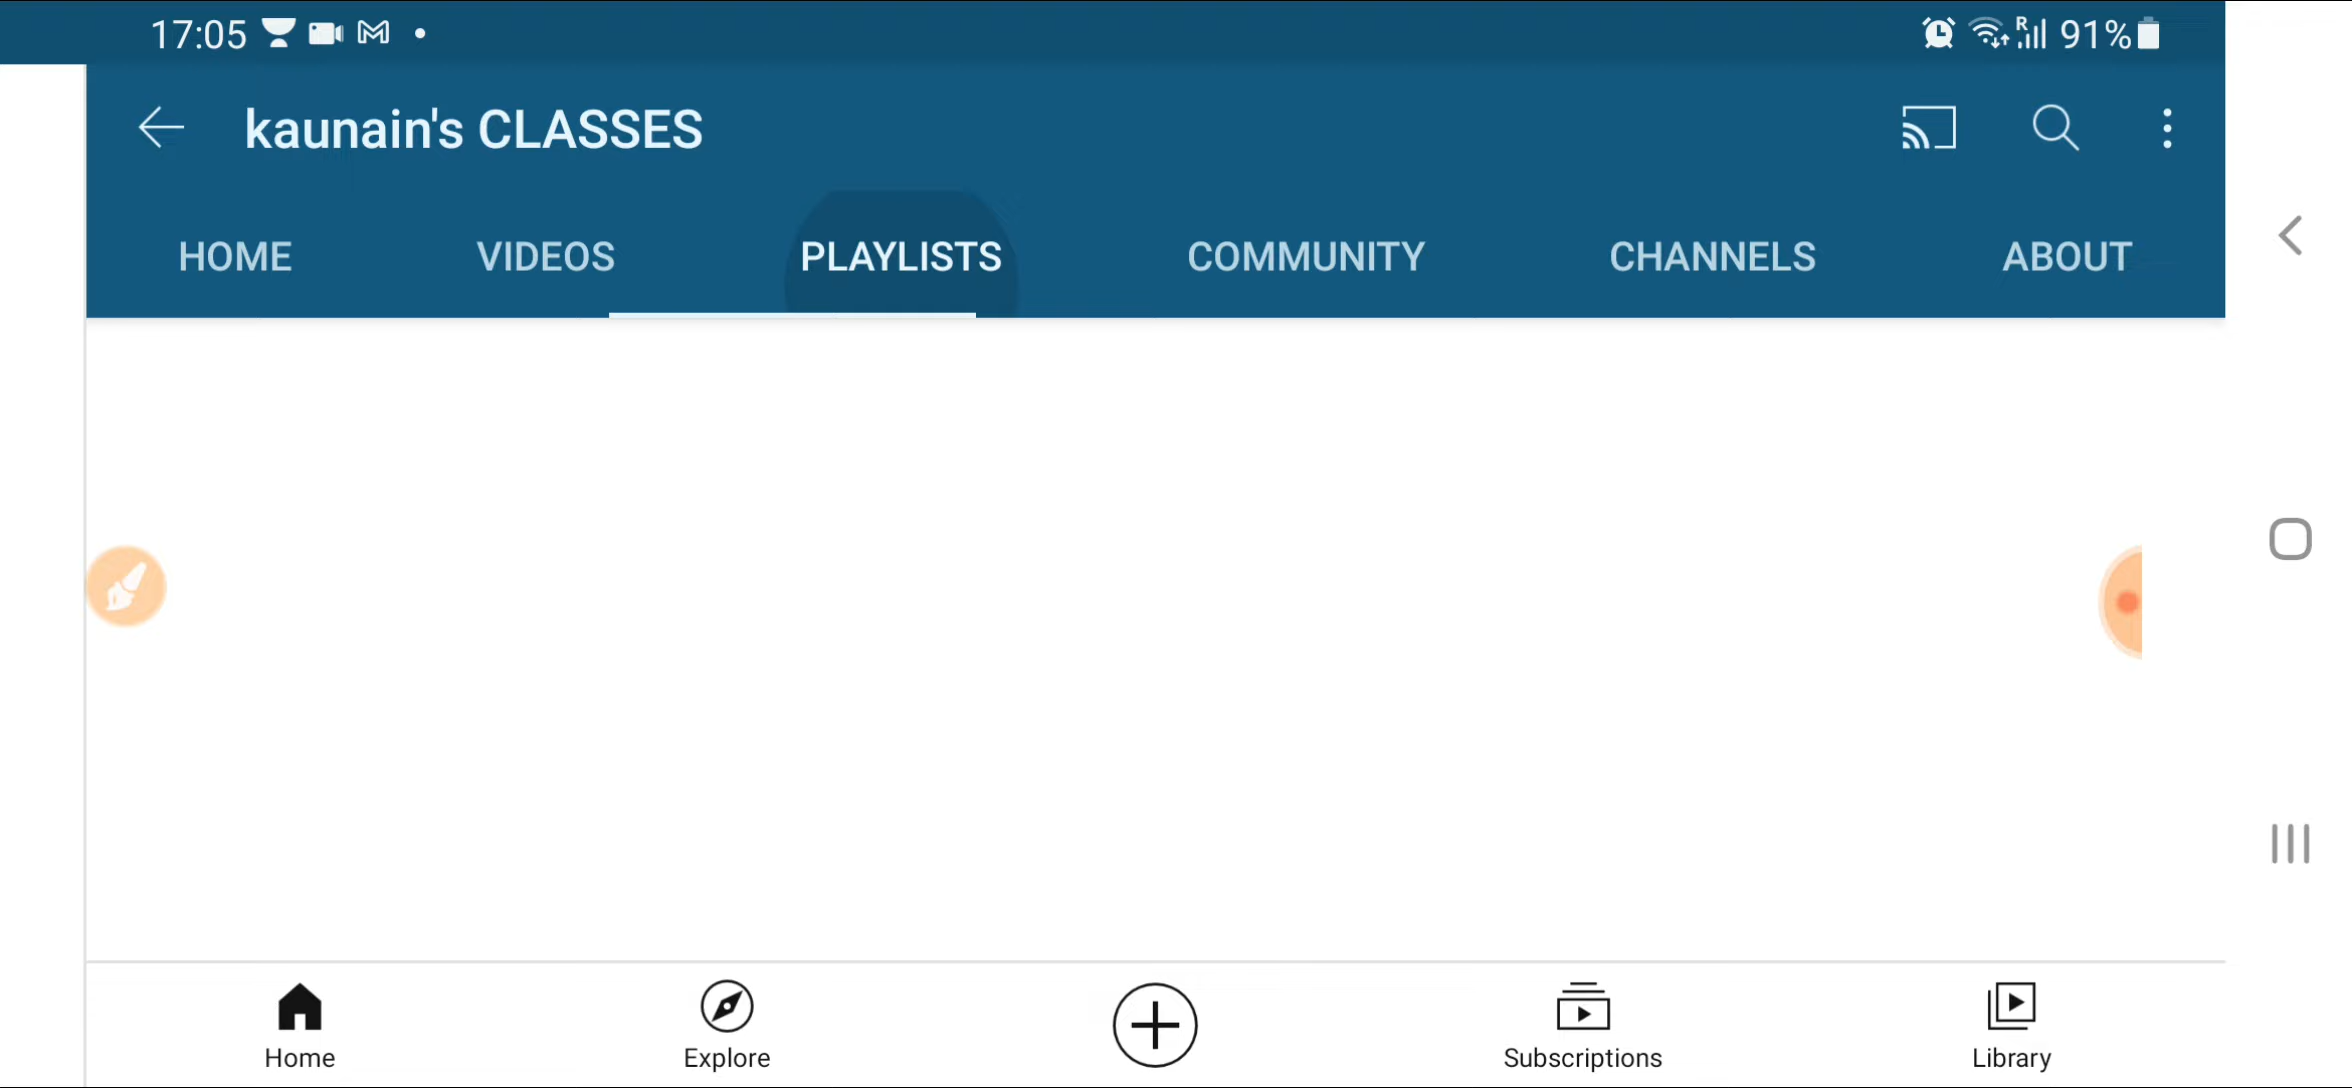 17:05
R 91%
kaunain's CLASSES
HOME VIDEOS PLAYLISTS COMMUNITY CHANNELS ABOUT
Home Explore Subscriptions Library